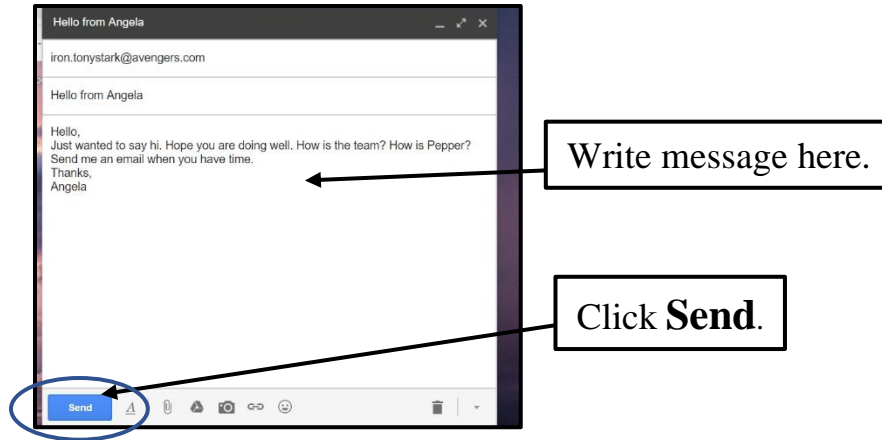 Hello from Angela
iron.tonystark@avengers.com
Hello from Angela
Hello,
Just wanted to say hi. Hope you are doing well. How is the team? How is Pepper?
Send me an email when you have time.
Thanks,
Angela
Write message here.
Click Send.
Send
A